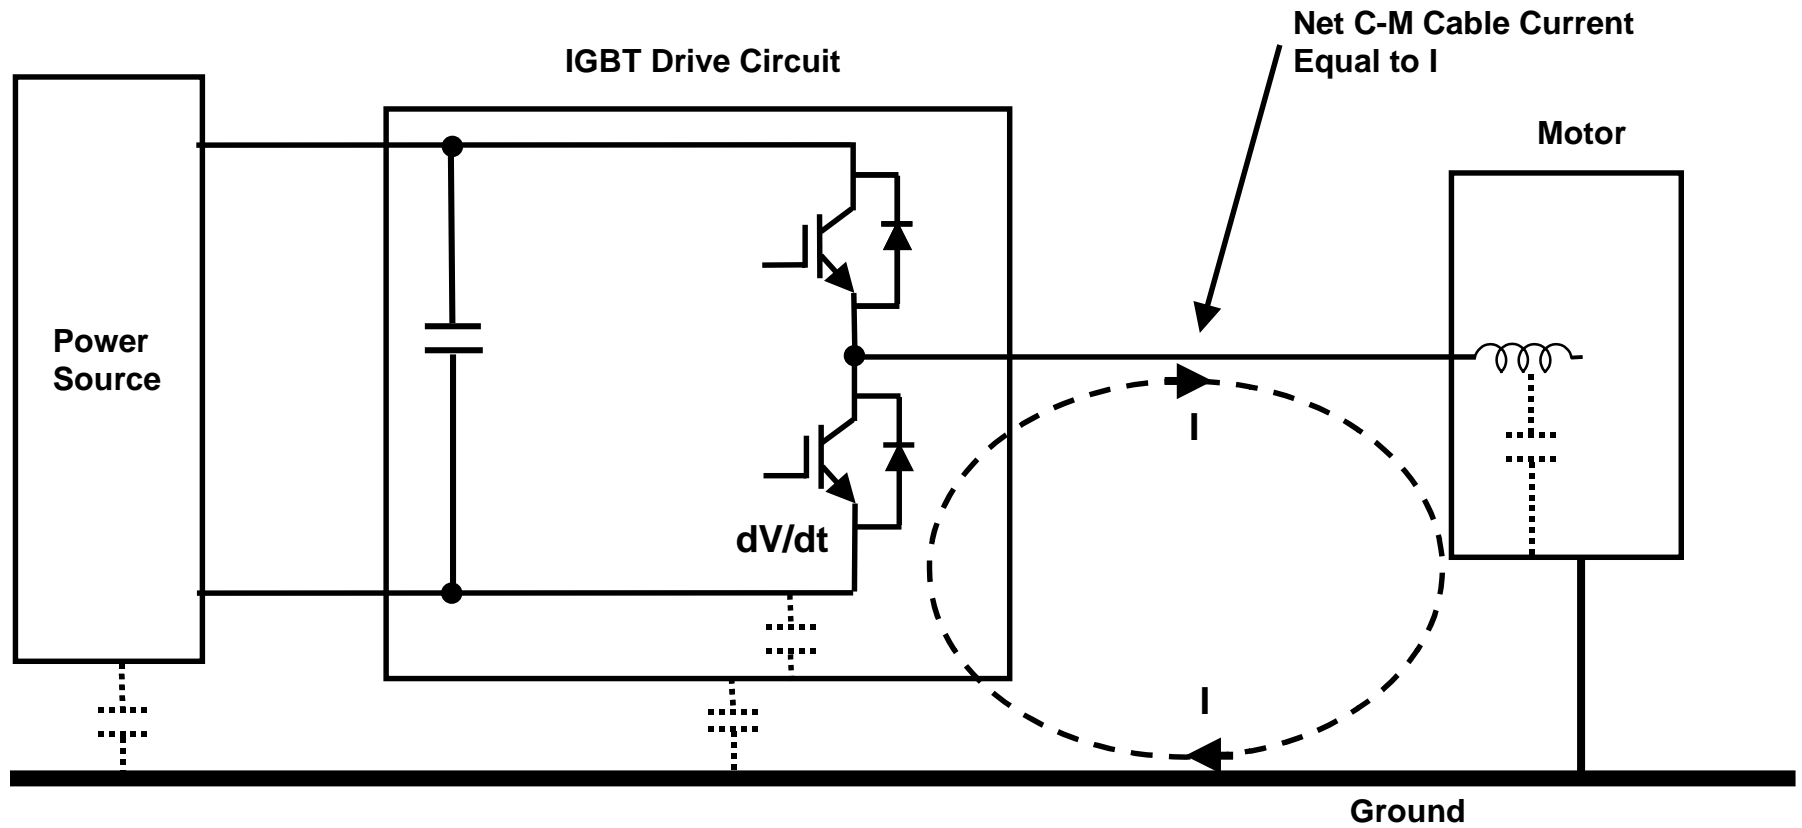 Net C-M Cable Current
Equal to I
IGBT Drive Circuit
Motor
Power
Source
I
dV/dt
I
Ground